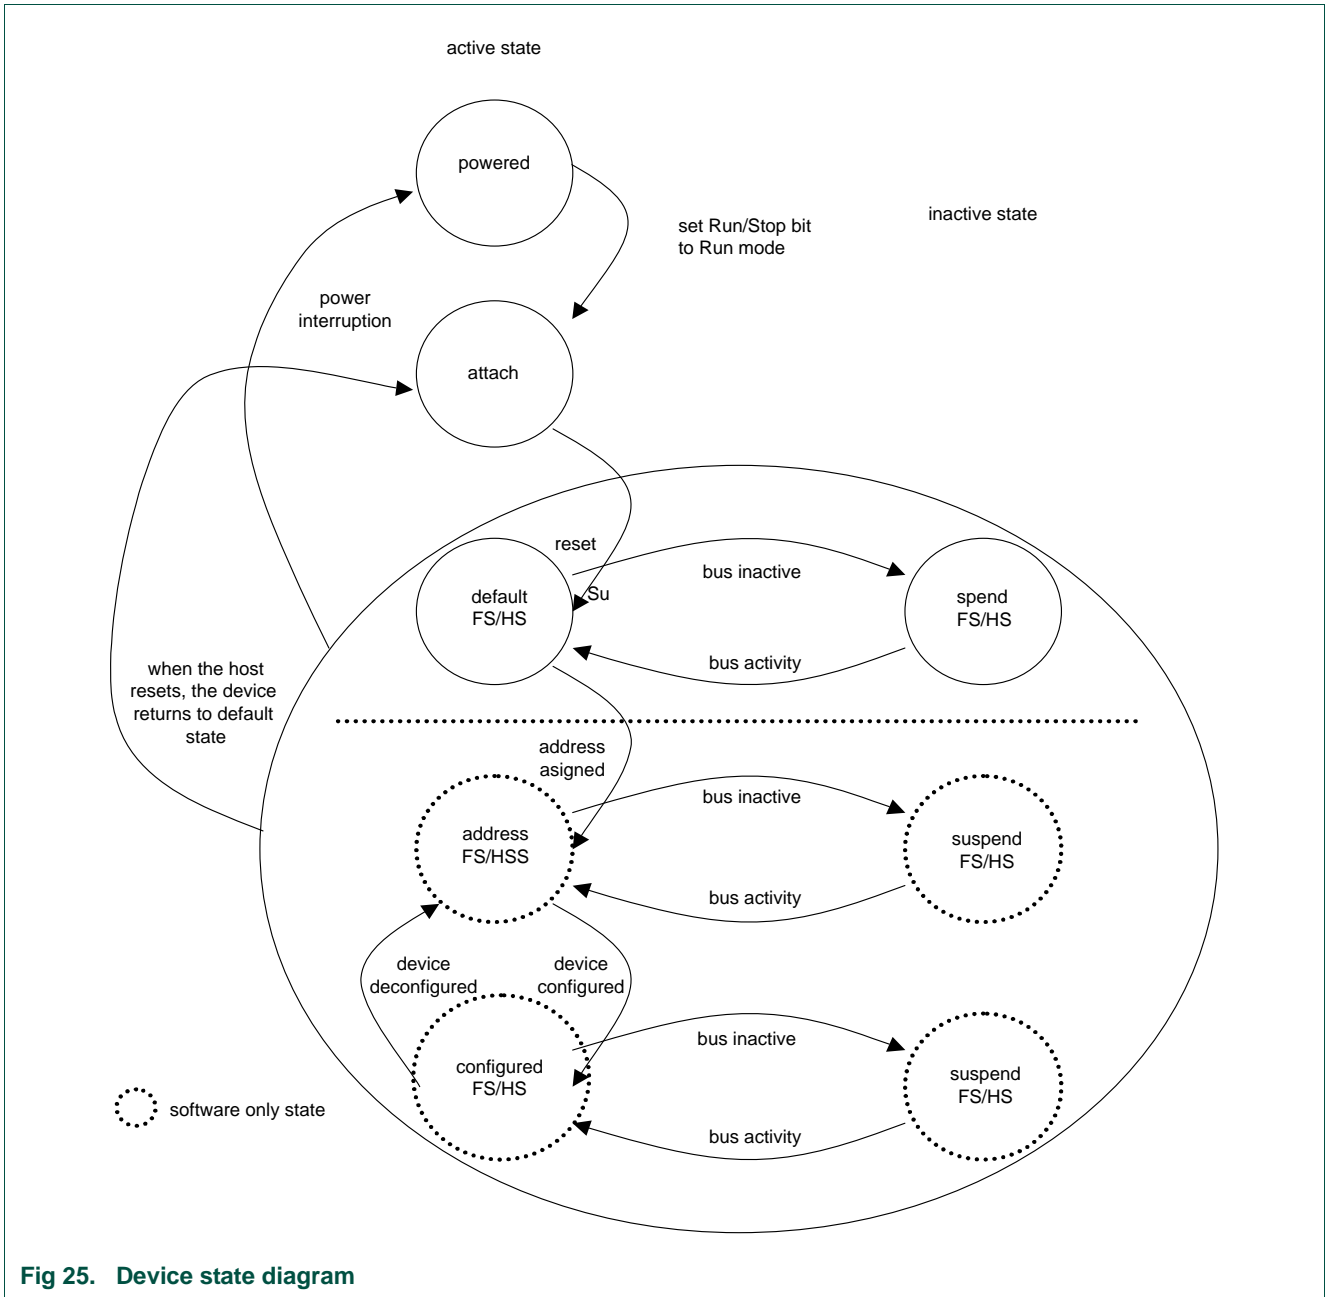 active state
powered
set Run/Stop bit
to Run mode
inactive state
power
interruption
attach
reset
bus inactive
Su
default
FS/HS
spend
FS/HS
bus activity
when the host
resets, the device
returns to default
state
address
asigned
bus inactive
address
FS/HSS
suspend
FS/HS
bus activity
device
deconfigured
device
configured
bus inactive
configured
FS/HS
suspend
FS/HS
bus activity
software only state
Fig 25. Device state diagram